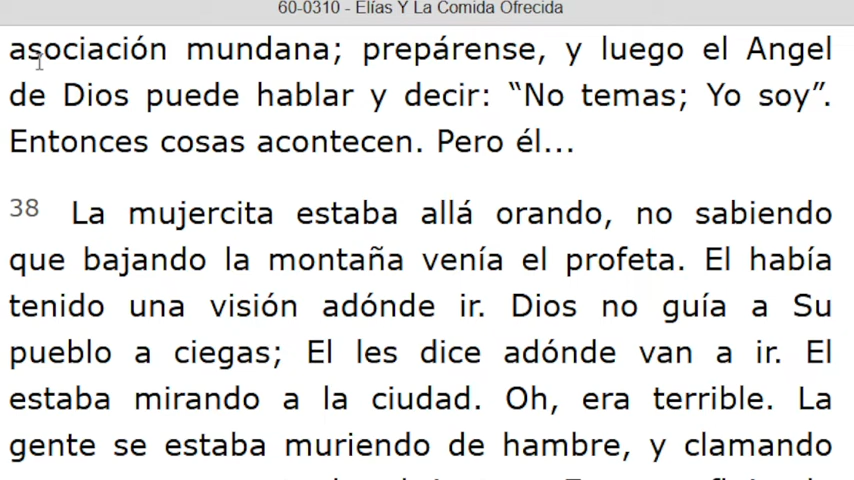 60-0310 - Elías Y La Comida Ofrecida
asociación mundana; prepárense, y luego el Angel
de Dios puede hablar y decir: “No temas; Yo soy”.
Entonces cosas acontecen. Pero él...
38 La mujercita estaba allá orando, no sabiendo
que bajando la montaña venía el profeta. El había
tenido una visión adónde ir. Dios no guía a Su
pueblo a ciegas; El les dice adónde van a ir. El
estaba mirando a la ciudad. Oh, era terrible. La
gente se estaba muriendo de hambre, y clamando